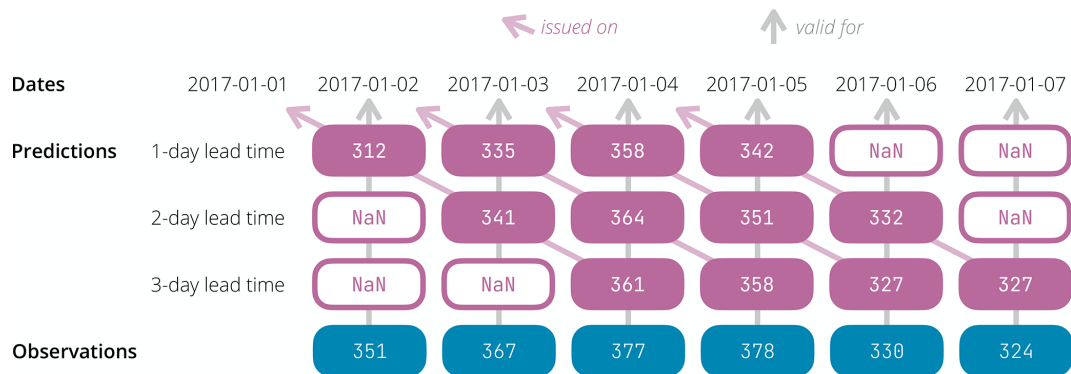 issued on valid for
Dates 2017-01-01 2017-01-02 2017-01-03 2017-01-04 2017-01-05 2017-01-06 2017-01-07
Predictions 1-day lead time 312 335 358 342 NaN NaN
2-day lead time NaN 341 364 351 332 NaN
3-day lead time NaN NaN 361 358 327 327
Observations 351 367 377 378 330 324